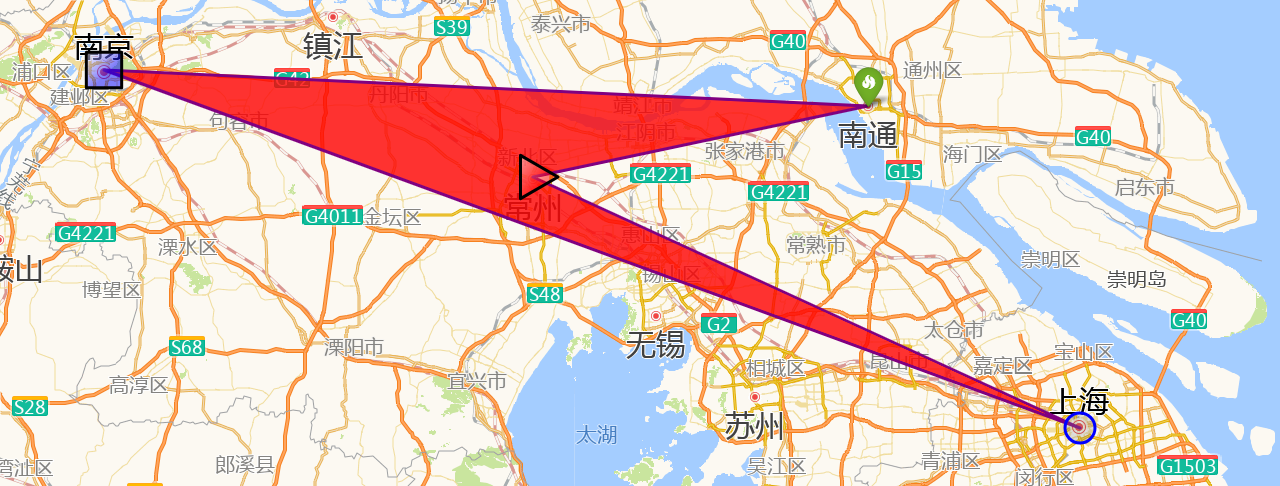 扬中市
泰兴市
南京
镇江
S39
G40
浦口区
G42
通州区
建邺区
丹阳市
靖江市
句容市
江阴市
南通
G40
新北区
张家港市
海门区
G4221
G15
启东市
G4221
常州
G4011
金坛区
G4221
惠山区
溧水区
常熟市
崇明区
鞍山
锡山区
崇明岛
博望区
S48
G2
G40
无锡
太仓市
S68
溧阳市
宝山区
昆山市
嘉定区
相城区
宜兴市
高淳区
上海
S28
苏州
太湖
郎溪县
湾沚区
吴江区
青浦区
G1503
闵行区